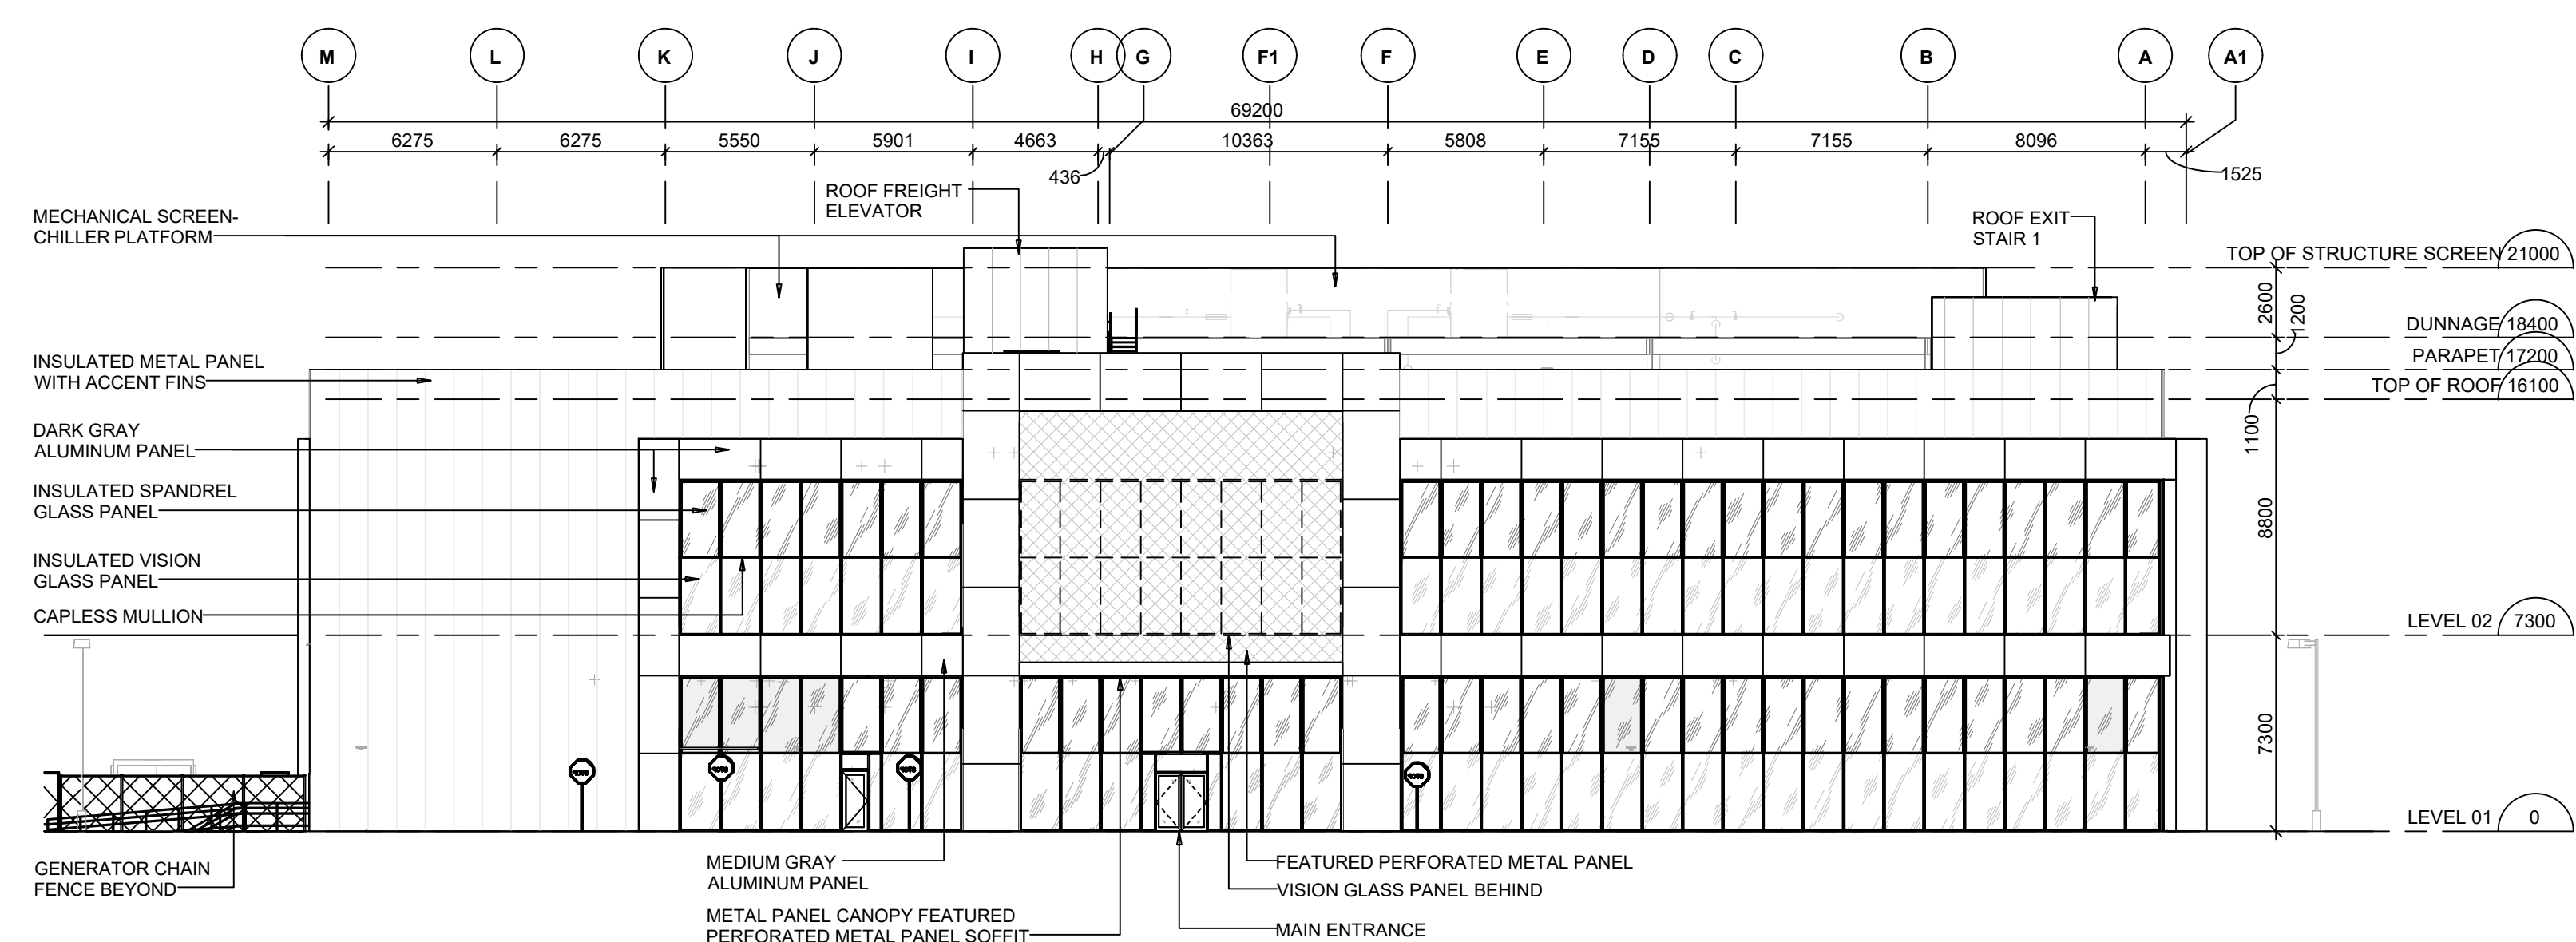 M L K J I H G F1 F E D C B A A1
69200
6275 6275 5550 5901 4663 10363 5808 7155 7155 8096
436
1525
ROOF FREIGHT
ELEVATOR
MECHANICAL SCREEN-
CHILLER PLATFORM
ROOF EXIT
STAIR 1
TOP OF STRUCTURE SCREEN 21000
2600
1200
DUNNAGE 18400
PARAPET 17200
TOP OF ROOF 16100
1100
INSULATED METAL PANEL
WITH ACCENT FINS
DARK GRAY
ALUMINUM PANEL
INSULATED SPANDREL
GLASS PANEL
8800
INSULATED VISION
GLASS PANEL
CAPLESS MULLION
LEVEL 02 7300
7300
LEVEL 01 0
GENERATOR CHAIN
FENCE BEYOND
MEDIUM GRAY
ALUMINUM PANEL
FEATURED PERFORATED METAL PANEL
VISION GLASS PANEL BEHIND
METAL PANEL CANOPY FEATURED
PERFORATED METAL PANEL SOFFIT
MAIN ENTRANCE